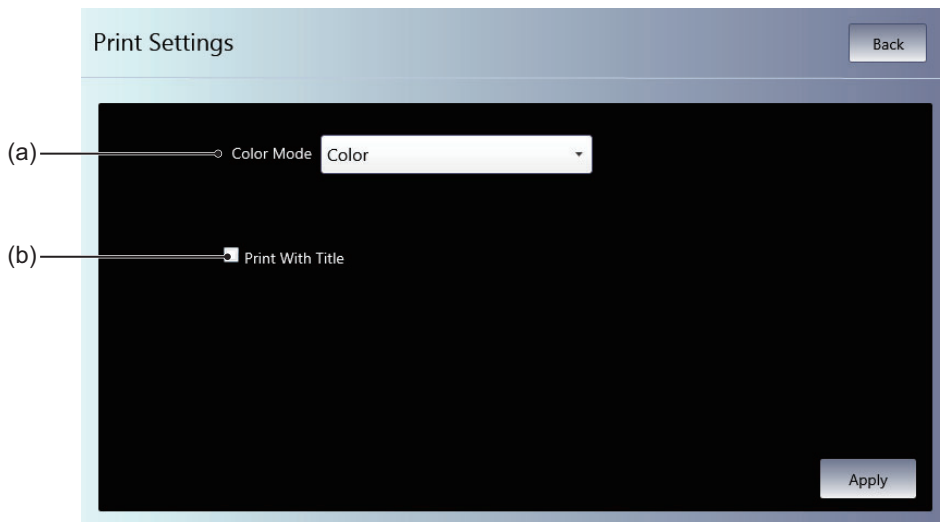 Print Settings
Back
(a) Color Mode Color
(b) Print With Title
Apply